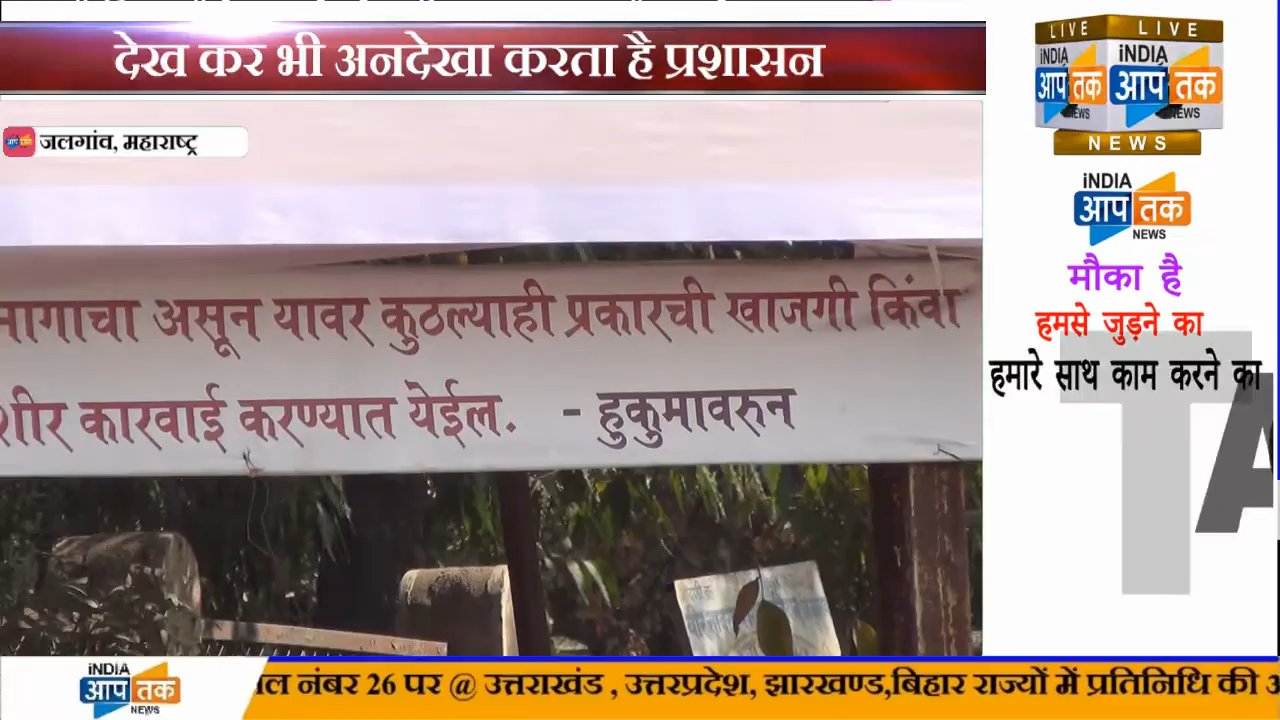 देख कर भी अनदेखा करता है प्रशासन
जलगांव, महाराष्ट्र
मागाचा असून यावर कुठल्याही प्रकारची खाजगी किंवा
शीर कारवाई करण्यात येईल. - हुकुमावरुन
LIVE LIVE
iNDIA iNDIA
आप तक आप तक
NEWS NEWS
NEWS
iNDIA
आप तक
NEWS
मौका है
हमसे जुड़ने का
हमारे साथ काम करने का
T
A
iNDIA
आप तक
NEWS
नंबर 26 पर @ उत्तराखंड , उत्तरप्रदेश, झारखण्ड,बिहार राज्यों में प्रतिनिधि की